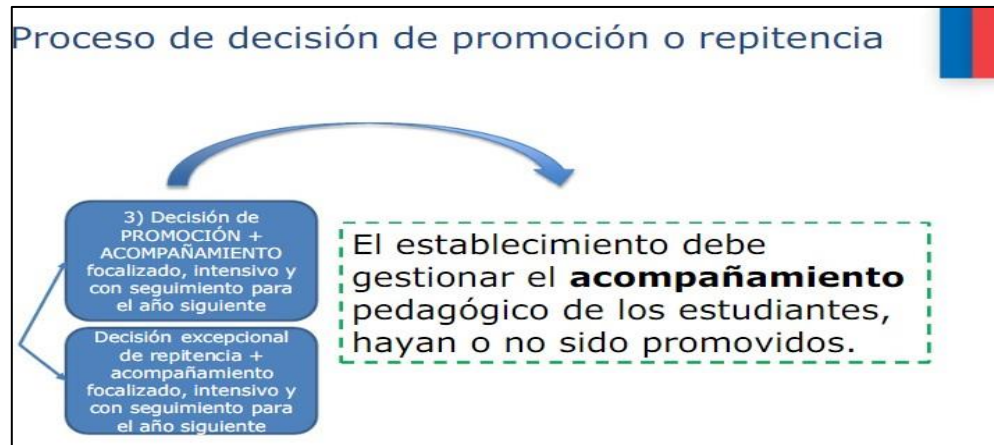 Proceso de decisión de promoción o repitencia
3) Decisión de
PROMOCIÓN +
ACOMPAÑAMIENTO
focalizado, intensivo y
con seguimiento para
el año siguiente
Decisión excepcional
de repitencia +
acompañamiento
focalizado, intensivo y
con seguimiento para
el año siguiente
El establecimiento debe
gestionar el acompañamiento
pedagógico de los estudiantes,
hayan o no sido promovidos.